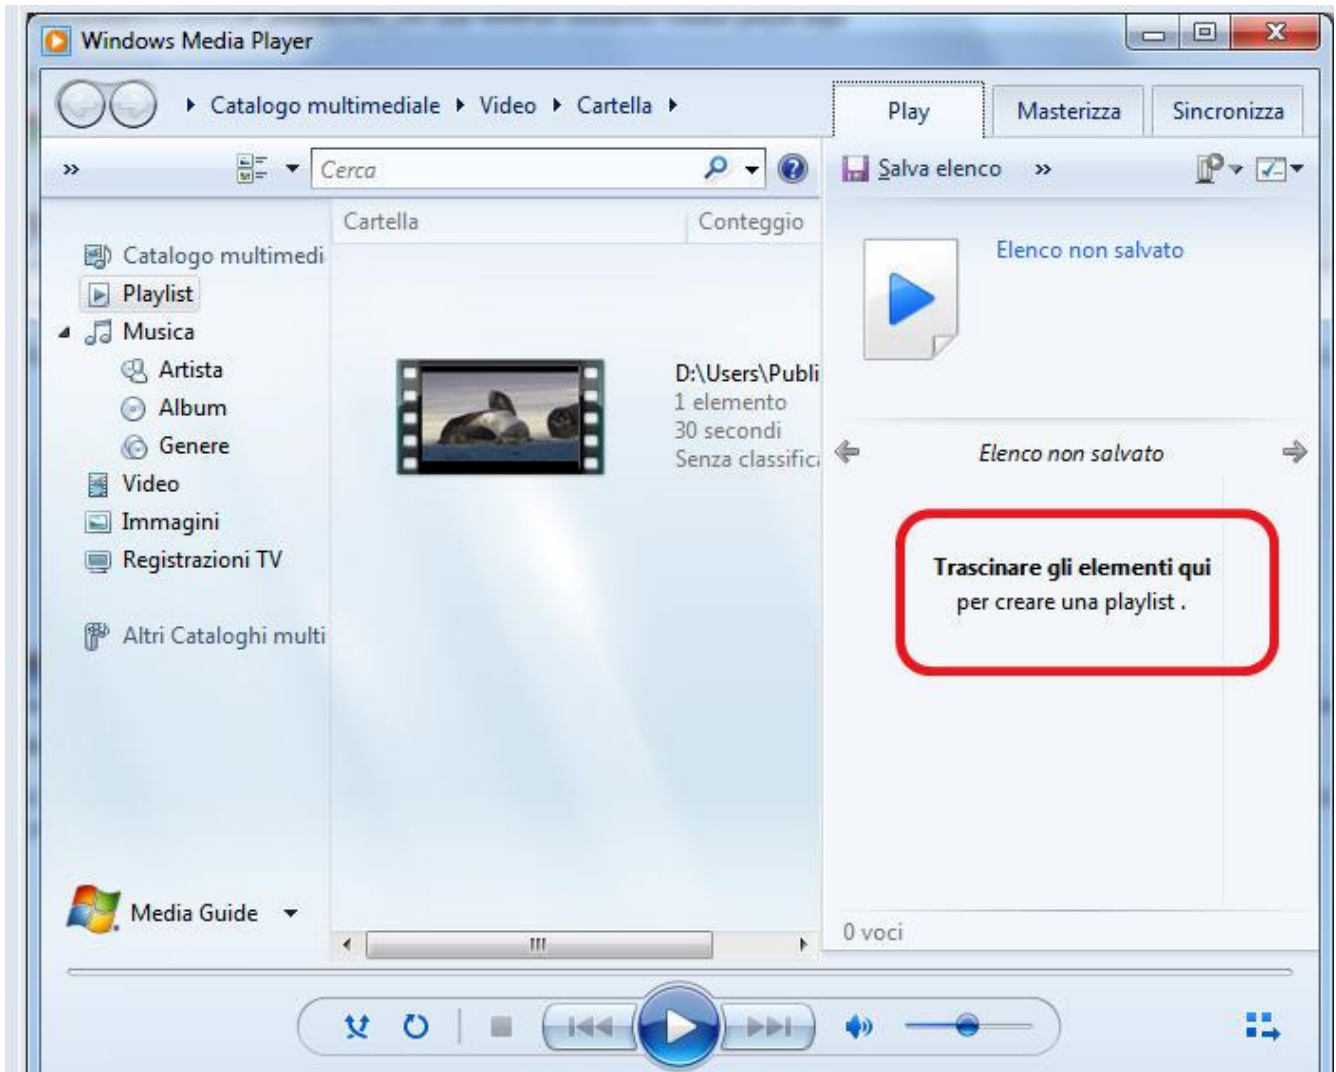 Windows Media Player
Catalogo multimediale Video Cartella
Play Masterizza Sincronizza
» Cerca
Salva elenco »
Cartella Conteggio
Catalogo multimedi
Playlist
Musica
Artista
Album
Genere
Video
Immagini
Registrazioni TV
Altri Cataloghi multi
Media Guide
D:\Users\Publi
1 elemento
30 secondi
Senza classific
Elenco non salvato
Elenco non salvato
Trascinare gli elementi qui
per creare una playlist .
0 voci